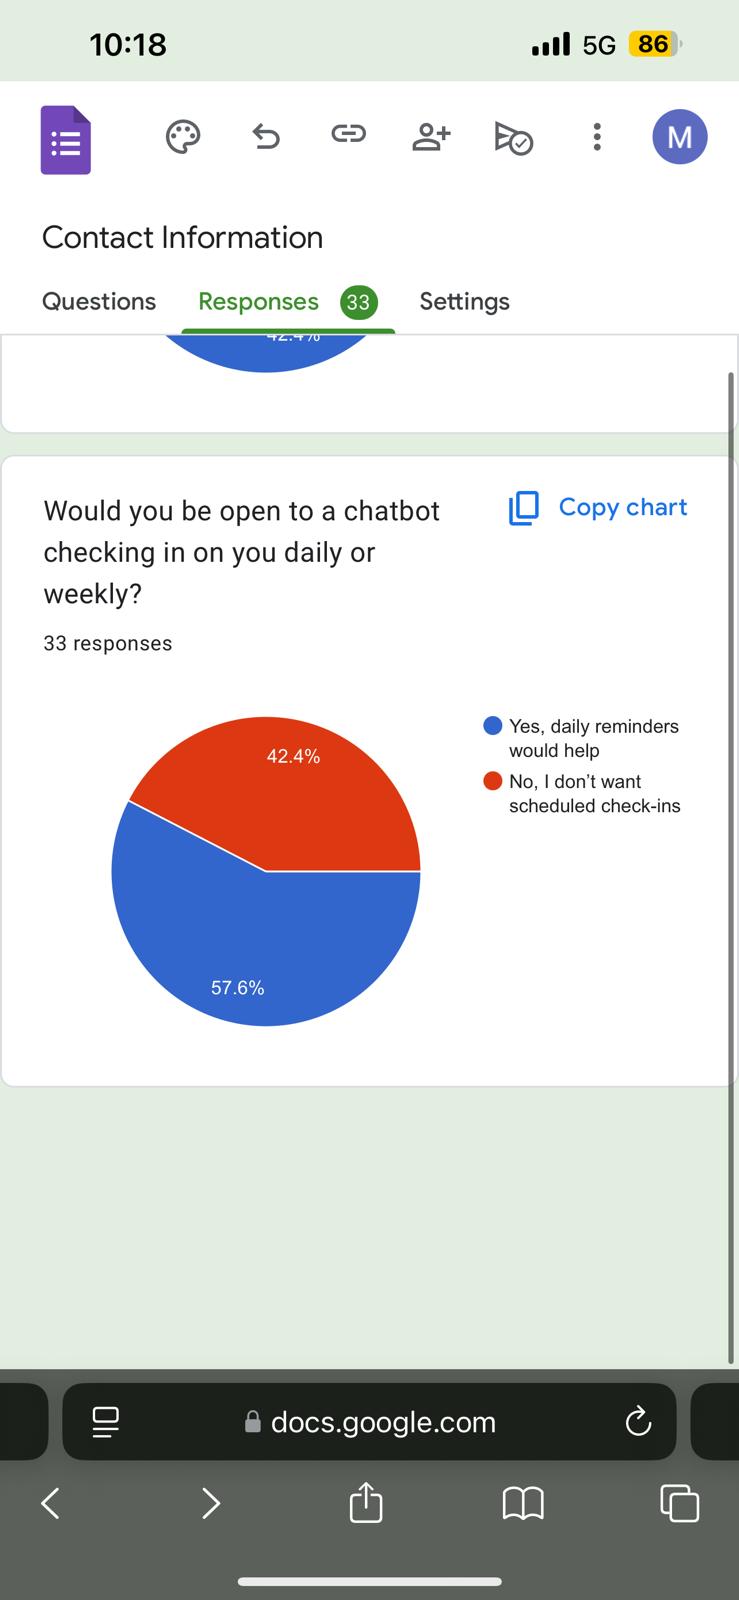 10:18
5G 86
M
Contact Information
Questions Responses 33 Settings
42.4%
Would you be open to a chatbot
checking in on you daily or
weekly?
Copy chart
33 responses
Yes, daily reminders
would help
No, I don't want
scheduled check-ins
42.4%
57.6%
docs.google.com